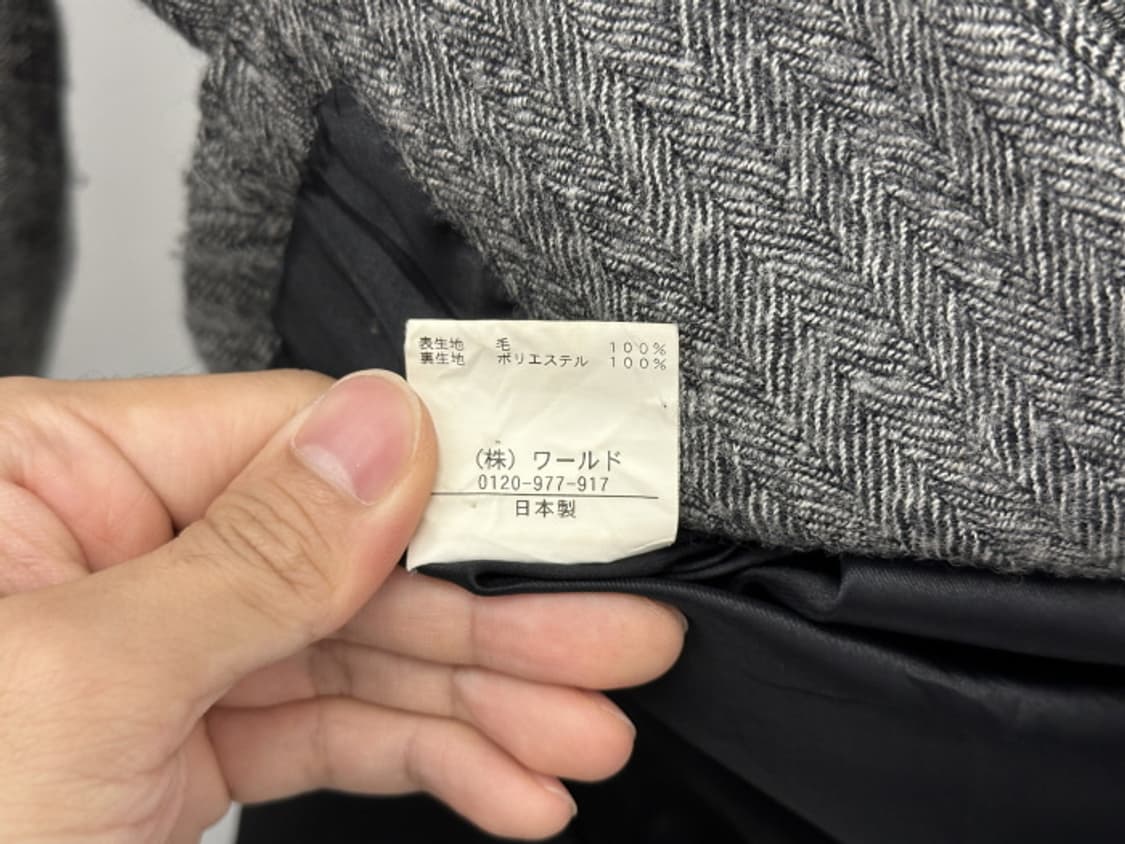 表生地 毛 100%
裏生地 ポリエステル 100%
（株）ワールド
0120-977-917
日本製